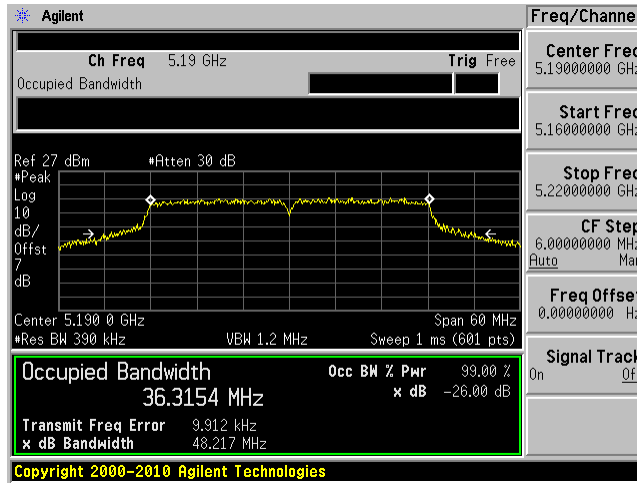 Agilent
Freq/Channel
Ch Freq 5.19 GHz Trig Free
Occupied Bandwidth
Center Freq
5.19000000 GHz
Start Freq
5.16000000 GHz
Stop Freq
5.22000000 GHz
CF Step
6.00000000 MHz
Auto Man
Freq Offset
0.00000000 Hz
Signal Track
On Off
Ref 27 dBm #Atten 30 dB
#Peak
Log
10
dB/
Offst
7
dB
Center 5.190 0 GHz Span 60 MHz
#Res BW 390 kHz VBW 1.2 MHz Sweep 1 ms (601 pts)
Occupied Bandwidth Occ BW % Pwr 99.00 %
36.3154 MHz x dB -26.00 dB
Transmit Freq Error 9.912 kHz
x dB Bandwidth 48.217 MHz
Copyright 2000-2010 Agilent Technologies